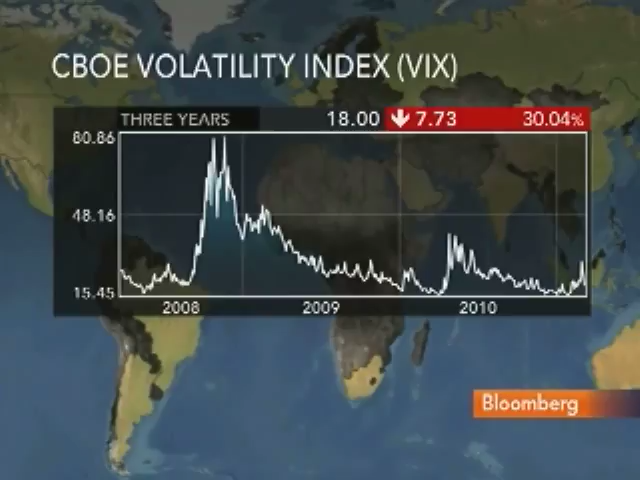 CBOE VOLATILITY INDEX (VIX)
THREE YEARS 18.00 7.73 30.04%
80.86
48.16
15.45
2008 2009 2010
Bloomberg